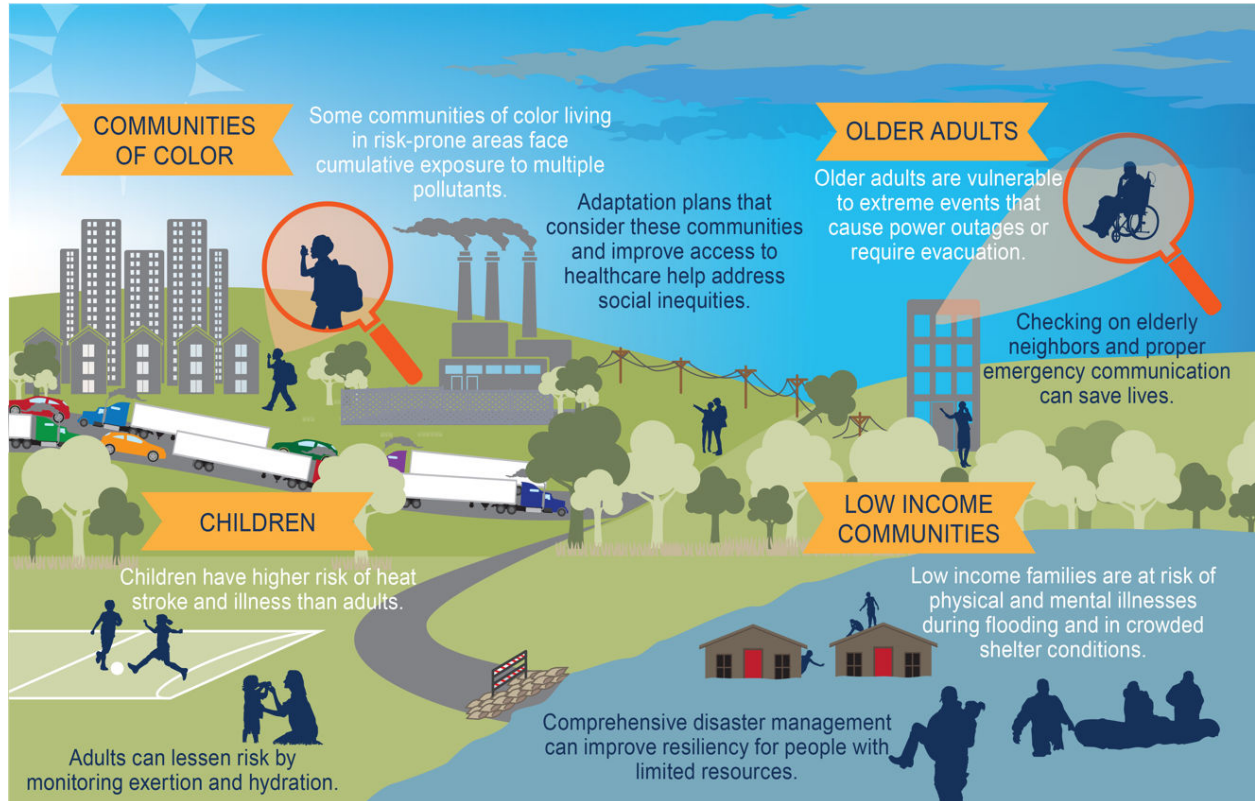 COMMUNITIES
OF COLOR
Some communities of color living
in risk-prone areas face
cumulative exposure to multiple
pollutants.
Adaptation plans that
consider these communities
and improve access to
healthcare help address
social inequities.
OLDER ADULTS
Older adults are vulnerable
to extreme events that
cause power outages or
require evacuation.
Checking on elderly
neighbors and proper
emergency communication
can save lives.
CHILDREN
Children have higher risk of heat
stroke and illness than adults.
Adults can lessen risk by
monitoring exertion and hydration.
LOW INCOME
COMMUNITIES
Low income families are at risk of
physical and mental illnesses
during flooding and in crowded
shelter conditions.
Comprehensive disaster management
can improve resiliency for people with
limited resources.